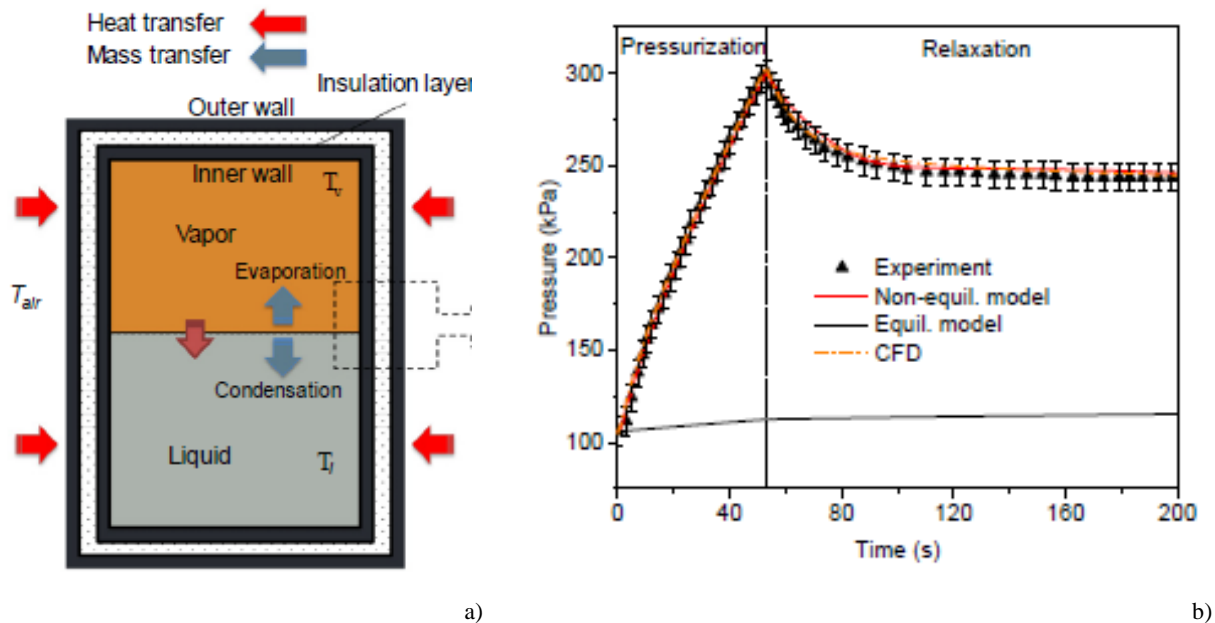 Heat transfer
Mass transfer
Insulation layer
Outer wall
Inner wall
Tv
Vapor
Evaporation
Tair
Condensation
Liquid
Tl
a)
Pressurization
Relaxation
300
250
200
150
100
Pressure (kPa)
Experiment
Non-equil. model
Equil. model
CFD
0
40
80
120
160
200
Time (s)
b)